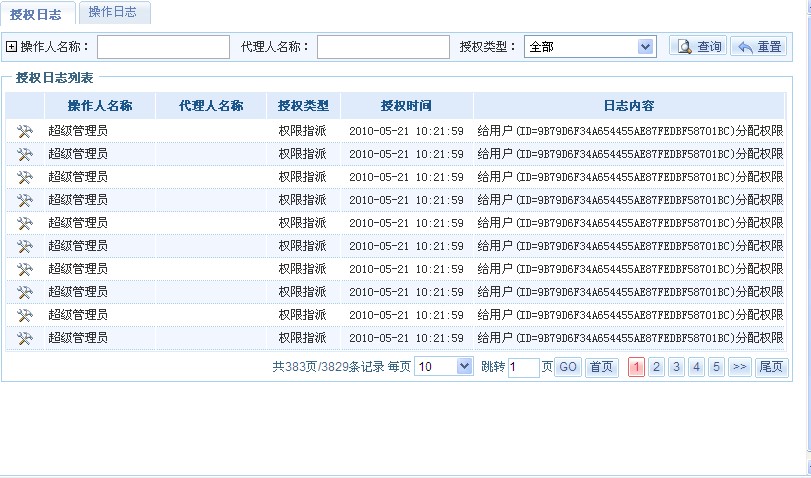 授权日志 操作日志
操作人名称： 代理人名称： 授权类型： 全部 查询 重置
授权日志列表
操作人名称 代理人名称 授权类型 授权时间 日志内容
超级管理员 权限指派 2010-05-21 10:21:59 给用户(ID=9B79D6F34A654455AE87FEDBF58701BC)分配权限
超级管理员 权限指派 2010-05-21 10:21:59 给用户(ID=9B79D6F34A654455AE87FEDBF58701BC)分配权限
超级管理员 权限指派 2010-05-21 10:21:59 给用户(ID=9B79D6F34A654455AE87FEDBF58701BC)分配权限
超级管理员 权限指派 2010-05-21 10:21:59 给用户(ID=9B79D6F34A654455AE87FEDBF58701BC)分配权限
超级管理员 权限指派 2010-05-21 10:21:59 给用户(ID=9B79D6F34A654455AE87FEDBF58701BC)分配权限
超级管理员 权限指派 2010-05-21 10:21:59 给用户(ID=9B79D6F34A654455AE87FEDBF58701BC)分配权限
超级管理员 权限指派 2010-05-21 10:21:59 给用户(ID=9B79D6F34A654455AE87FEDBF58701BC)分配权限
超级管理员 权限指派 2010-05-21 10:21:59 给用户(ID=9B79D6F34A654455AE87FEDBF58701BC)分配权限
超级管理员 权限指派 2010-05-21 10:21:59 给用户(ID=9B79D6F34A654455AE87FEDBF58701BC)分配权限
超级管理员 权限指派 2010-05-21 10:21:59 给用户(ID=9B79D6F34A654455AE87FEDBF58701BC)分配权限
共383页/3829条记录 每页 10 跳转 1 页 GO 首页 1 2 3 4 5 >> 尾页